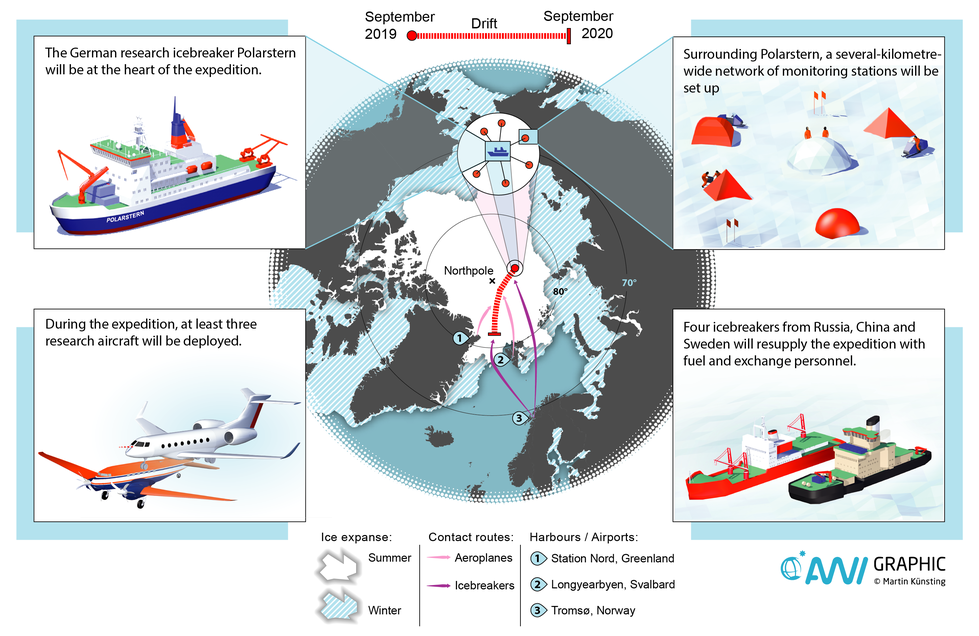 September
2019
Drift
September
2020
The German research icebreaker Polarstern
will be at the heart of the expedition.
POLARSTERN
Surrounding Polarstern, a several-kilometre-
wide network of monitoring stations will be
set up
Northpole
80°
70°
1
2
3
During the expedition, at least three
research aircraft will be deployed.
Four icebreakers from Russia, China and
Sweden will resupply the expedition with
fuel and exchange personnel.
Ice expanse:
Summer
Winter
Contact routes:
Aeroplanes
Icebreakers
Harbours / Airports:
1 Station Nord, Greenland
2 Longyearbyen, Svalbard
3 Tromsø, Norway
AWI GRAPHIC
© Martin Künsting